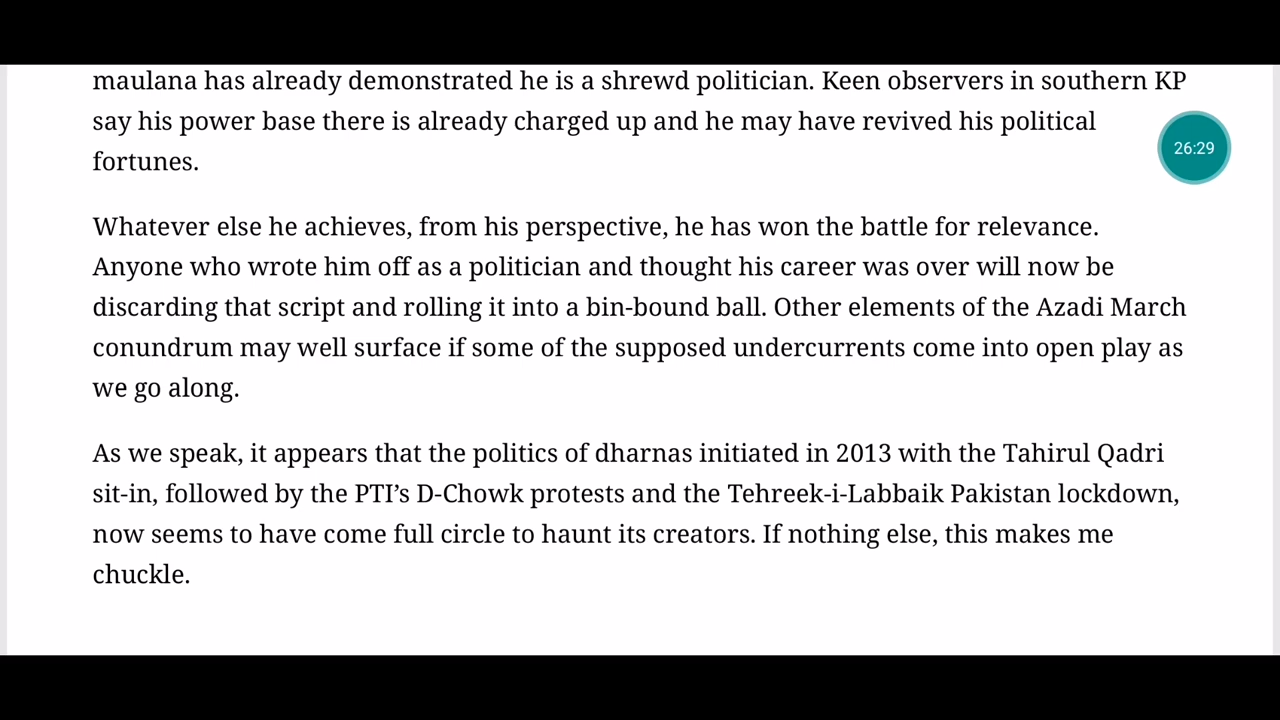 maulana has already demonstrated he is a shrewd politician. Keen observers in southern KP
say his power base there is already charged up and he may have revived his political
fortunes.
26:29
Whatever else he achieves, from his perspective, he has won the battle for relevance.
Anyone who wrote him off as a politician and thought his career was over will now be
discarding that script and rolling it into a bin-bound ball. Other elements of the Azadi March
conundrum may well surface if some of the supposed undercurrents come into open play as
we go along.
As we speak, it appears that the politics of dharnas initiated in 2013 with the Tahirul Qadri
sit-in, followed by the PTI’s D-Chowk protests and the Tehreek-i-Labbaik Pakistan lockdown,
now seems to have come full circle to haunt its creators. If nothing else, this makes me
chuckle.